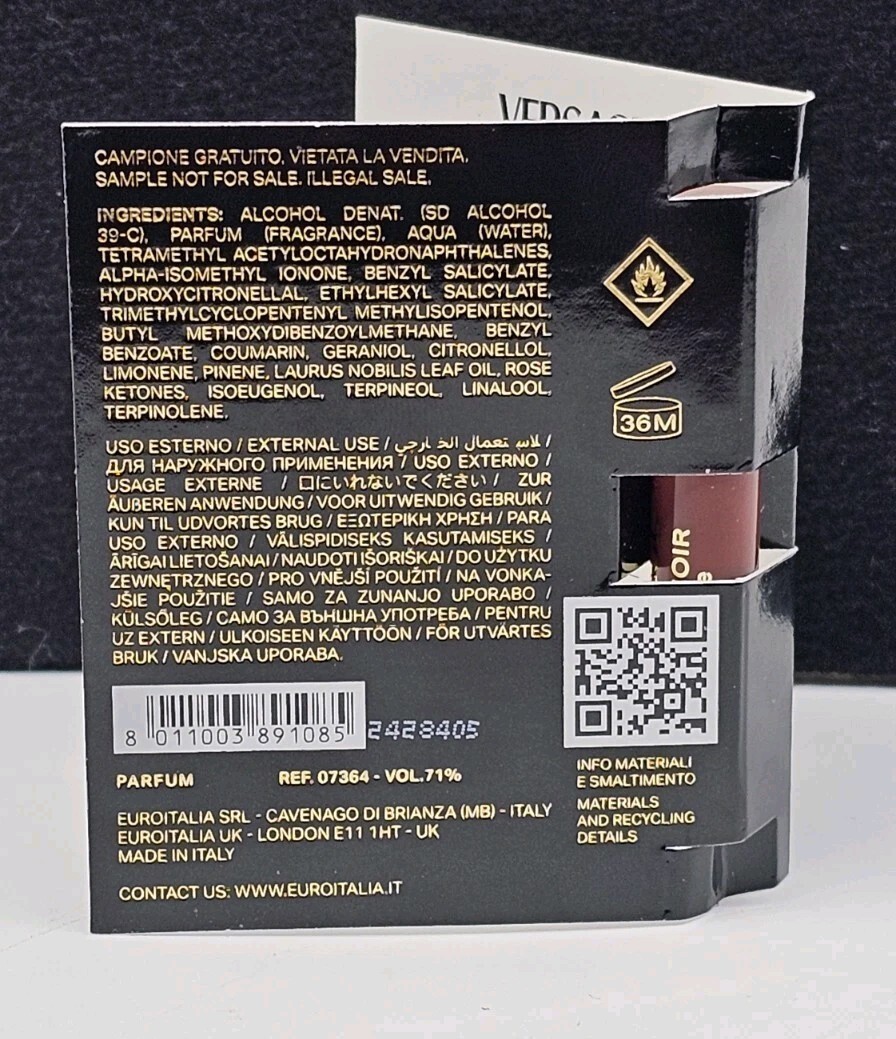 CAMPIONE GRATUITO. VIETATA LA VENDITA.
SAMPLE NOT FOR SALE. ILLEGAL SALE.
INGREDIENTS: ALCOHOL DENAT. (SD ALCOHOL
39-C), PARFUM (FRAGRANCE), AQUA (WATER),
TETRAMETHYL ACETYLOCTAHYDRONAPHTHALENES,
ALPHA-ISOMETHYL IONONE, BENZYL SALICYLATE,
HYDROXYCITRONELLAL, ETHYLHEXYL SALICYLATE,
TRIMETHYLCYCLOPENTENYL METHYLISOPENTENOL,
BUTYL METHOXYDIBENZOYLMETHANE, BENZYL
BENZOATE, COUMARIN, GERANIOL, CITRONELLOL,
LIMONENE, PINENE, LAURUS NOBILIS LEAF OIL, ROSE
KETONES, ISOEUGENOL, TERPINEOL, LINALOOL,
TERPINOLENE.
USO ESTERNO / EXTERNAL USE / للاستعمال الخارجي /
ДЛЯ НАРУЖНОГО ПРИМЕНЕНИЯ / USO EXTERNO /
USAGE EXTERNE / 口にいれないでください / ZUR
ÄUßEREN ANWENDUNG / VOOR UITWENDIG GEBRUIK /
KUN TIL UDVORTES BRUG / ΕΞΩΤΕΡΙΚΗ ΧΡΗΣΗ / PARA
USO EXTERNO / VÄLISPIDISEKS KASUTAMISEKS /
ĀRĪGAI LIETOŠANAI / NAUDOTI IŠORIŠKAI / DO UŻYTKU
ZEWNĘTRZNEGO / PRO VNĚJŠÍ POUŽITÍ / NA VONKA-
JŠIE POUŽITIE / SAMO ZA ZUNANJO UPORABO /
KÜLSŐLEG / САМО ЗА ВЪНШНА УПОТРЕБА / PENTRU
UZ EXTERN / ULKOISEEN KÄYTTÖÖN / FÖR UTVÄRTES
BRUK / VANJSKA UPORABA.
8 011003 891085
2428405
PARFUM REF. 07364 - VOL.71%
EUROITALIA SRL - CAVENAGO DI BRIANZA (MB) - ITALY
EUROITALIA UK - LONDON E11 1HT - UK
MADE IN ITALY
CONTACT US: WWW.EUROITALIA.IT
36M
OIR
INFO MATERIALI
E SMALTIMENTO
MATERIALS
AND RECYCLING
DETAILS